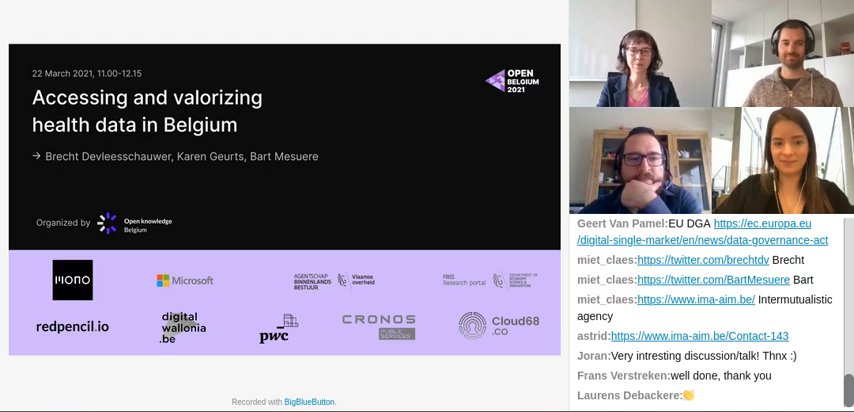 22 March 2021, 11.00-12.15
OPEN
BELGIUM
2021
Accessing and valorizing
health data in Belgium
→ Brecht Devleesschauwer, Karen Geurts, Bart Mesuere
Organized by
Open knowledge
Belgium
MONO
Microsoft
AGENTSCHAP
BINNENLANDS
BESTUUR
Vlaamse
overheid
FRIS
Research portal
DEPARTMENT OF
ECONOMY
SCIENCE &
INNOVATION
redpencil.io
digital
wallonia
.be
pwc
CRONOS
PUBLIC
SERVICES
Cloud68
.CO
Recorded with BigBlueButton.
Geert Van Pamel:EU DGA https://ec.europa.eu
/digital-single-market/en/news/data-governance-act
miet_claes:https://twitter.com/brechtdv Brecht
miet_claes:https://twitter.com/BartMesuere Bart
miet_claes:https://www.ima-aim.be/ Intermutualistic
agency
astrid:https://www.ima-aim.be/Contact-143
Joran:Very intresting discussion/talk! Thnx :)
Frans Verstreken:well done, thank you
Laurens Debackere:👏